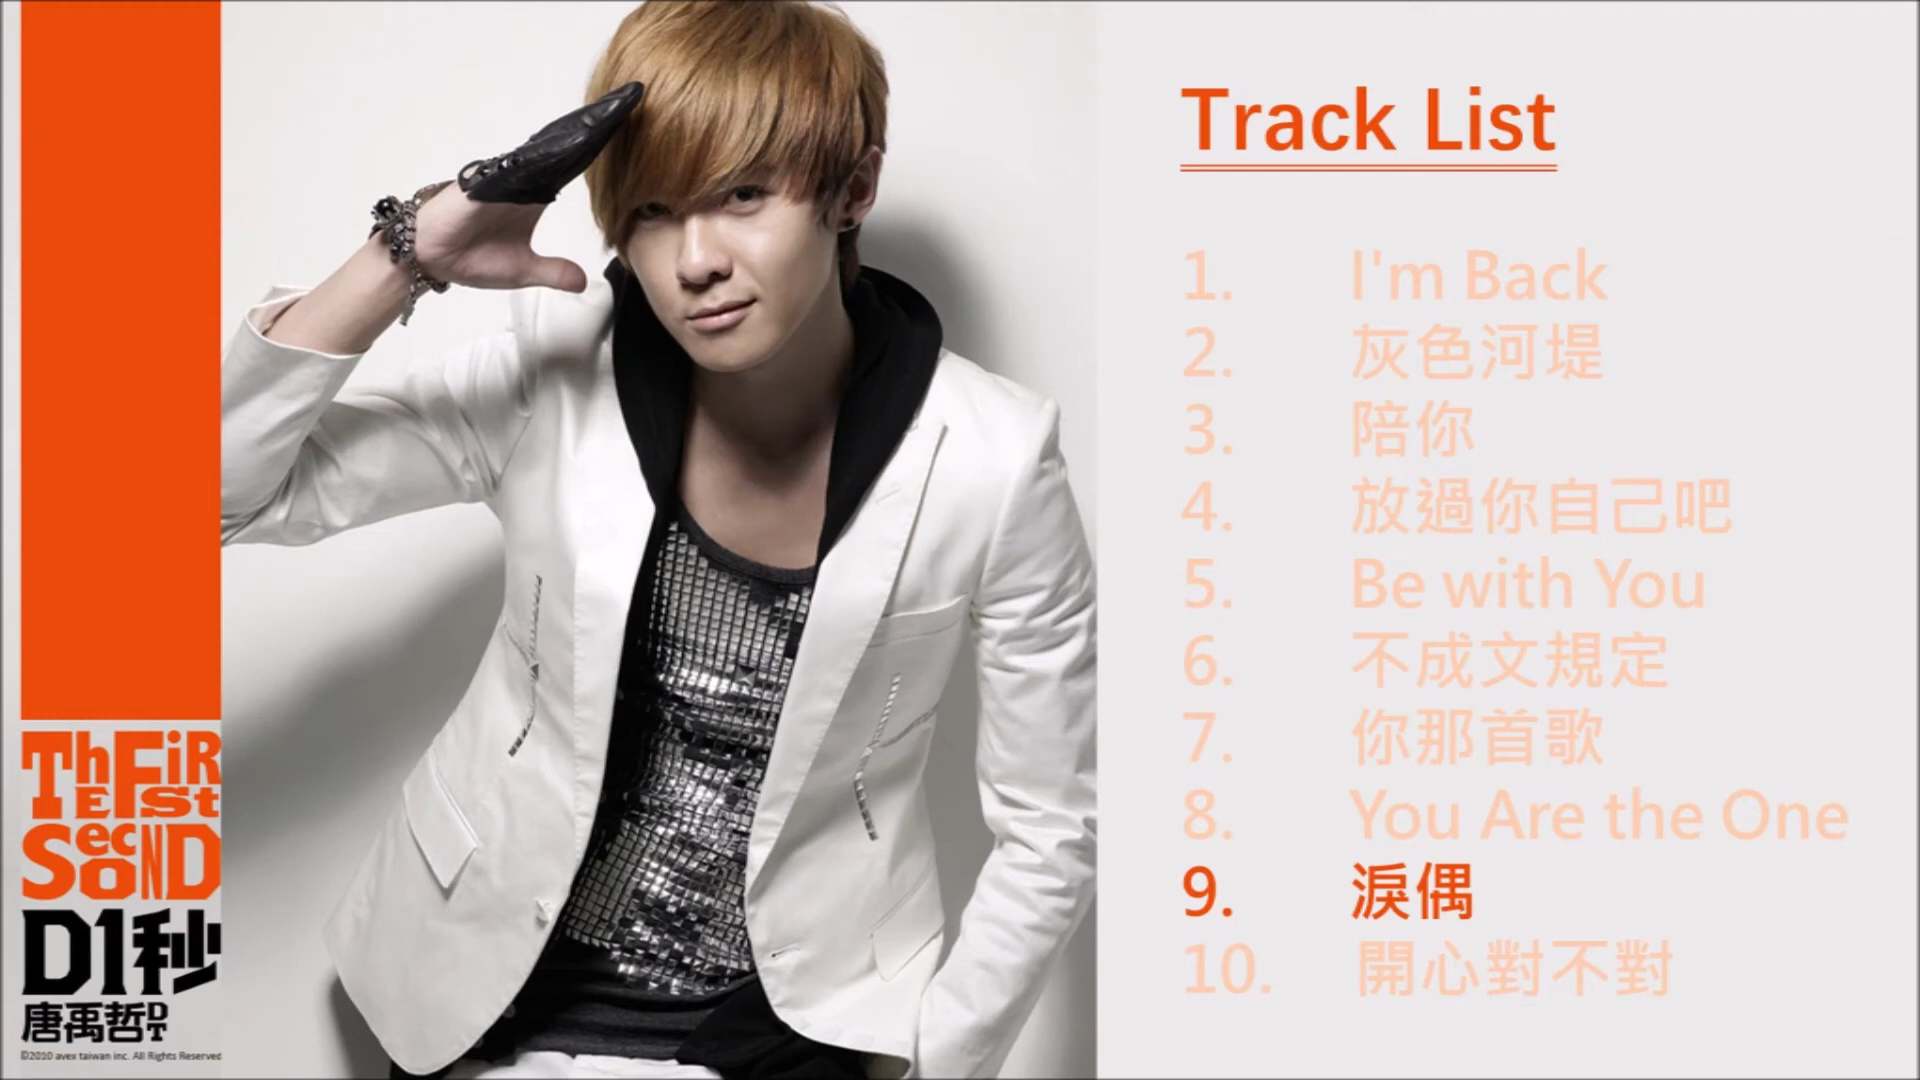 THE FiRSt
SecOND
D1秒
唐禹哲DT
©2010 avex taiwan inc. All Rights Reserved
Track List
1. I'm Back
2. 灰色河堤
3. 陪你
4. 放過你自己吧
5. Be with You
6. 不成文規定
7. 你那首歌
8. You Are the One
9. 淚偶
10. 開心對不對